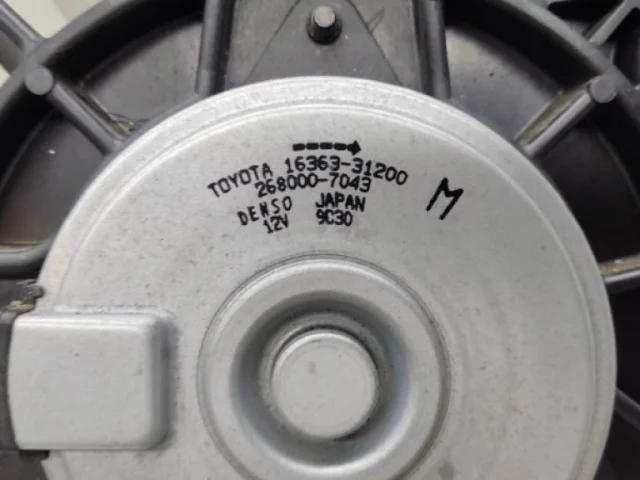 TOYOTA 16363-31200
268000-7043
DENSO JAPAN
12V 9C30
M